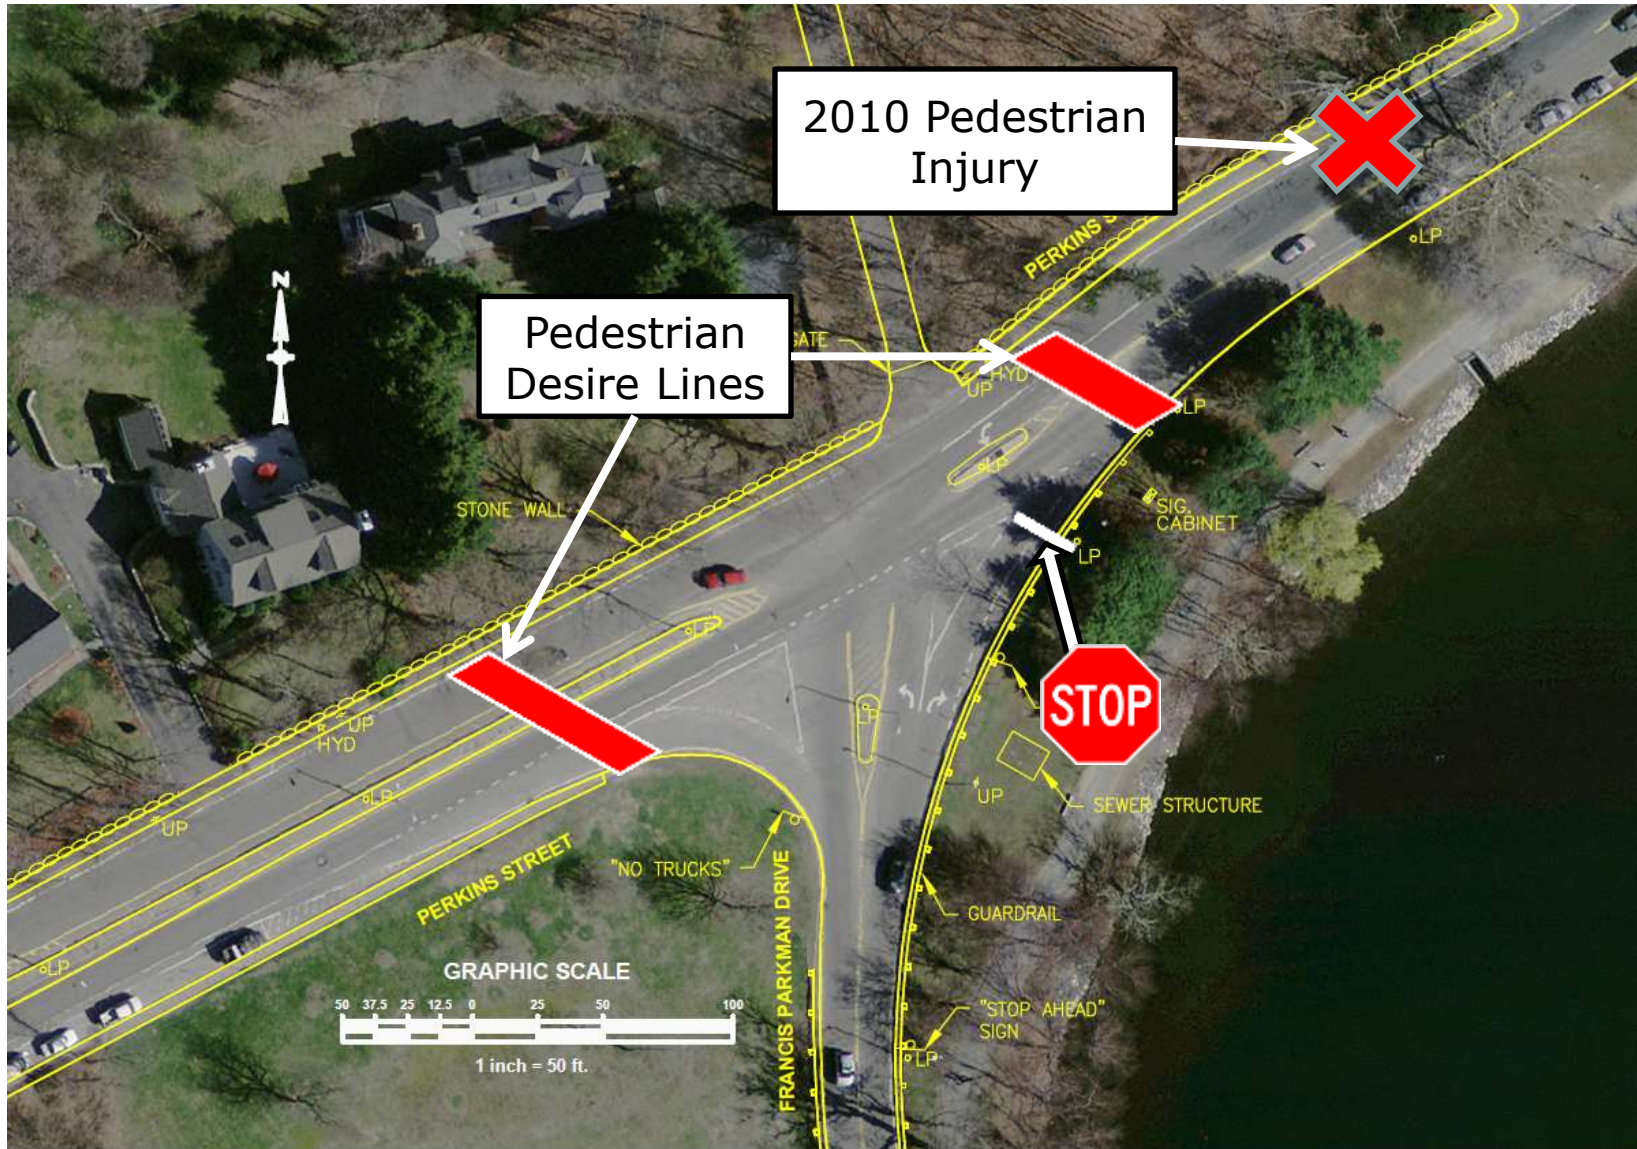 2010 Pedestrian
Injury
PERKINS S
LP
Pedestrian
Desire Lines
GATE
HYD
UP
LP
LP
N
STONE WALL
SIG.
CABINET
LP
LP
STOP
LP
UP
HYD
LP
UP
UP
SEWER STRUCTURE
"NO TRUCKS"
PERKINS STREET
FRANCIS PARKMAN DRIVE
GUARDRAIL
LP
GRAPHIC SCALE
50 37.5 25 12.5 0 25 50 100
1 inch = 50 ft.
"STOP AHEAD"
SIGN
LP